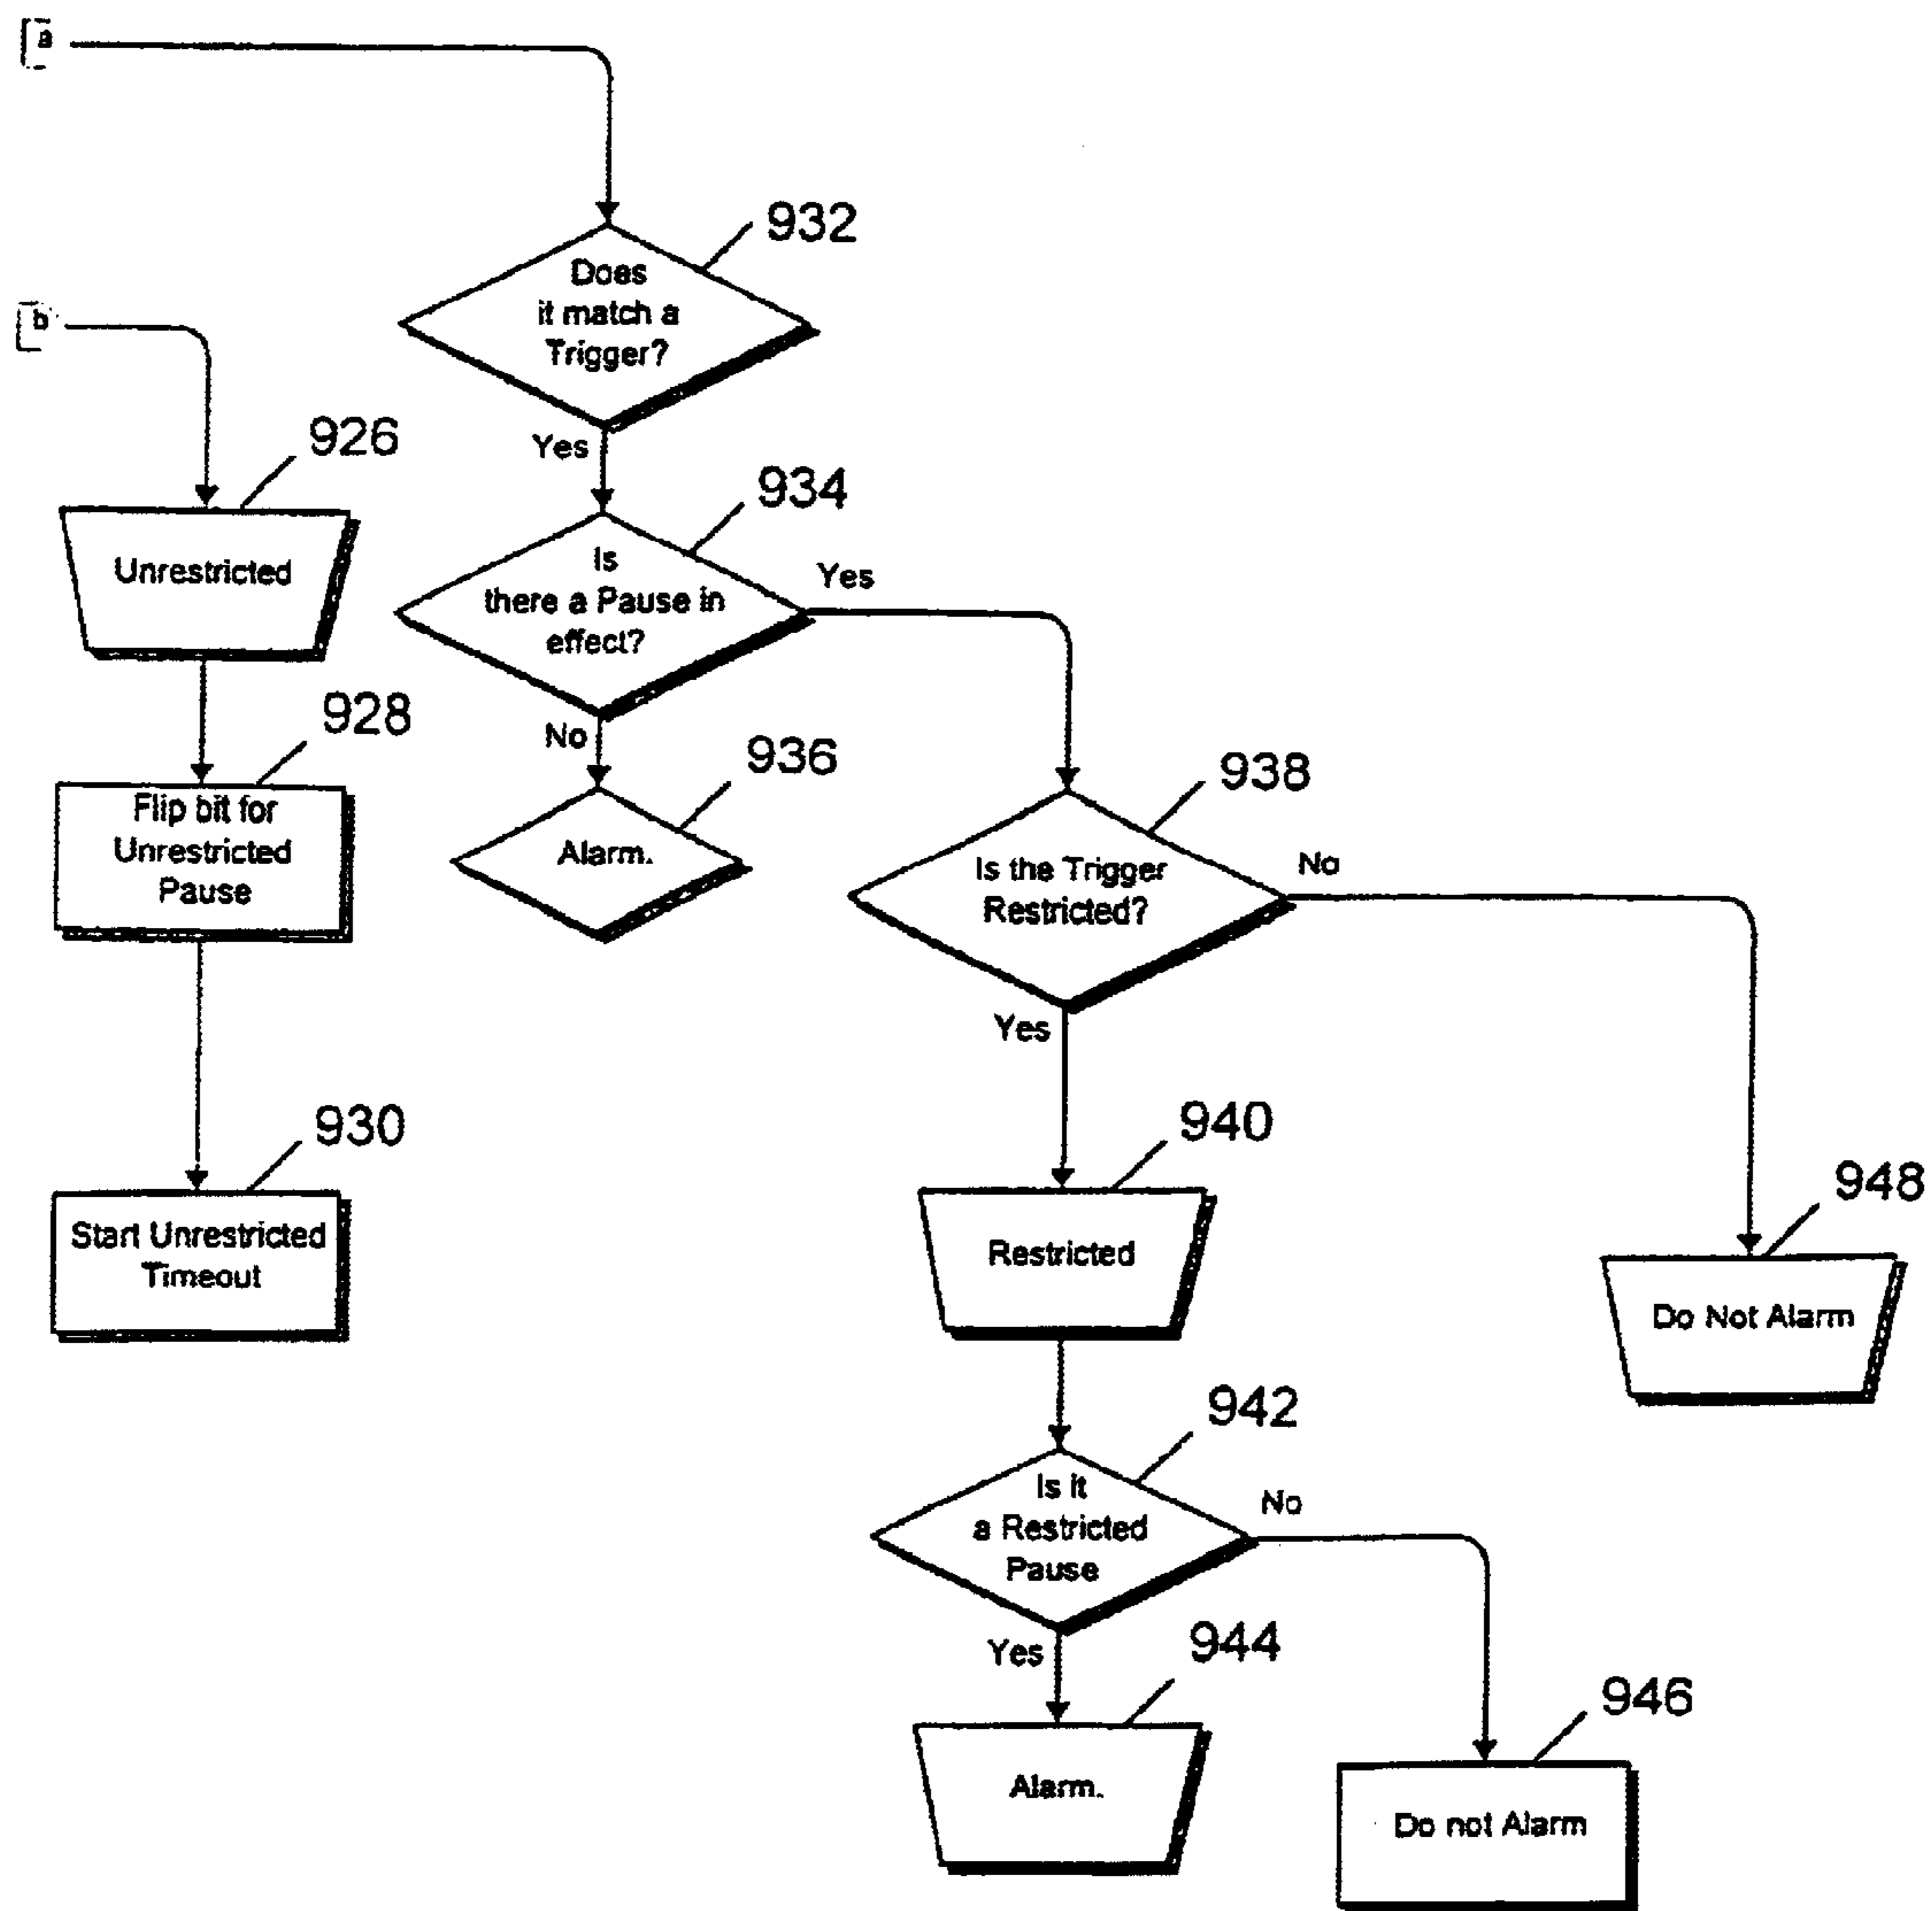 a
932
Does
it match a
Trigger?
b
926
Yes
934
Unrestricted
Is
there a Pause in
effect?
Yes
928
No
936
938
Flip bit for
Unrestricted
Pause
Alarm.
Is the Trigger
Restricted?
No
Yes
930
940
948
Start Unrestricted
Timeout
Restricted
Do Not Alarm
942
Is it
a Restricted
Pause
No
Yes
944
946
Alarm.
Do not Alarm